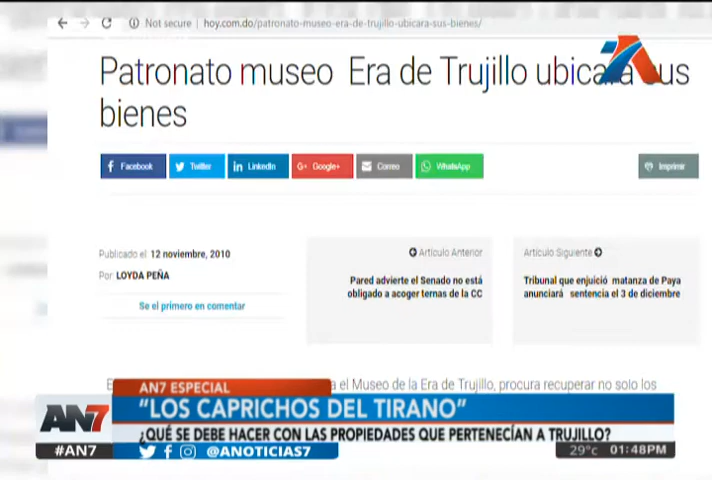 Not secure | hoy.com.do/patronato-museo-era-de-trujillo-ubicara-sus-bienes/
Patronato museo Era de Trujillo ubicara sus
bienes
Facebook Twitter LinkedIn Google+ Correo WhatsApp Imprimir
Publicado el 12 noviembre, 2010
Por LOYDA PEÑA
Se el primero en comentar
Artículo Anterior
Pared advierte el Senado no está
obligado a acoger ternas de la CC
Artículo Siguiente
Tribunal que enjuició matanza de Paya
anunciará sentencia el 3 de diciembre
a el Museo de la Era de Trujillo, procura recuperar no solo los
AN7 ESPECIAL
"LOS CAPRICHOS DEL TIRANO"
¿QUÉ SE DEBE HACER CON LAS PROPIEDADES QUE PERTENECÍAN A TRUJILLO?
AN7
#AN7
@ANOTICIAS7
29°c 01:48PM